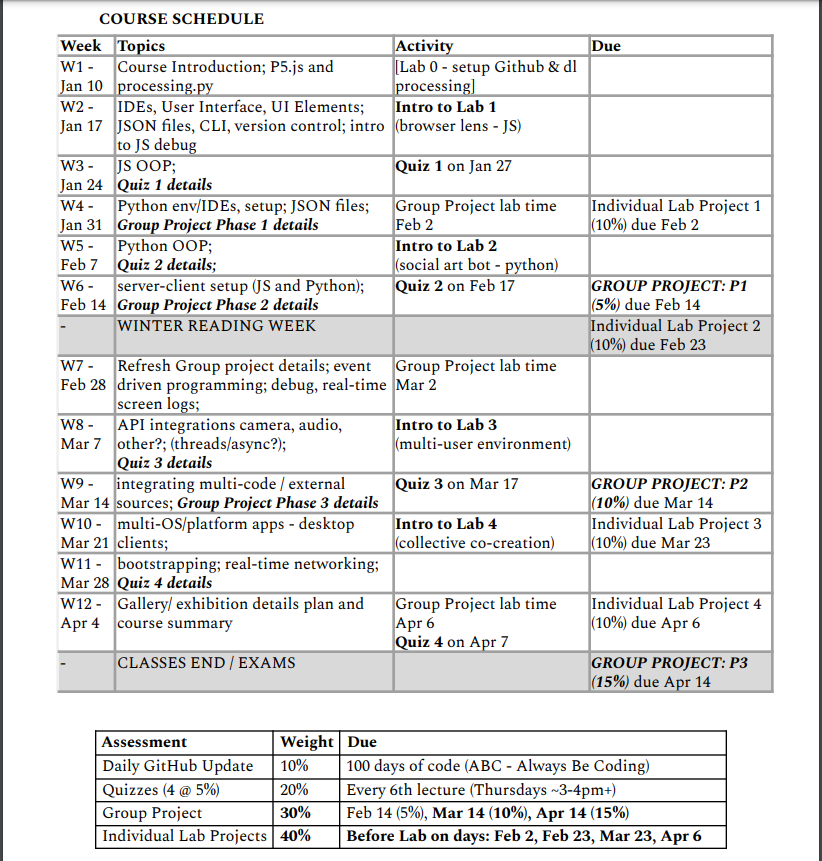 COURSE SCHEDULE
Week Topics Activity Due
W1 - Course Introduction; P5.js and [Lab 0 - setup Github & dl
Jan 10 processing.py processing]
W2 - IDEs, User Interface, UI Elements; Intro to Lab 1
Jan 17 JSON files, CLI, version control; intro (browser lens - JS)
to JS debug
W3 - JS OOP; Quiz 1 on Jan 27
Jan 24 Quiz 1 details
W4 - Python env/IDEs, setup; JSON files; Group Project lab time Individual Lab Project 1
Jan 31 Group Project Phase 1 details Feb 2 (10%) due Feb 2
W5 - Python OOP; Intro to Lab 2
Feb 7 Quiz 2 details; (social art bot - python)
W6 - server-client setup (JS and Python); Quiz 2 on Feb 17 GROUP PROJECT: P1
Feb 14 Group Project Phase 2 details (5%) due Feb 14
- WINTER READING WEEK Individual Lab Project 2
(10%) due Feb 23
W7 - Refresh Group project details; event Group Project lab time
Feb 28 driven programming; debug, real-time Mar 2
screen logs;
W8 - API integrations camera, audio, Intro to Lab 3
Mar 7 other?; (threads/async?); (multi-user environment)
Quiz 3 details
W9 - integrating multi-code / external Quiz 3 on Mar 17 GROUP PROJECT: P2
Mar 14 sources; Group Project Phase 3 details (10%) due Mar 14
W10 - multi-OS/platform apps - desktop Intro to Lab 4 Individual Lab Project 3
Mar 21 clients; (collective co-creation) (10%) due Mar 23
W11 - bootstrapping; real-time networking;
Mar 28 Quiz 4 details
W12 - Gallery/ exhibition details plan and Group Project lab time Individual Lab Project 4
Apr 4 course summary Apr 6 (10%) due Apr 6
Quiz 4 on Apr 7
- CLASSES END / EXAMS GROUP PROJECT: P3
(15%) due Apr 14
Assessment Weight Due
Daily GitHub Update 10% 100 days of code (ABC - Always Be Coding)
Quizzes (4 @ 5%) 20% Every 6th lecture (Thursdays ~3-4pm+)
Group Project 30% Feb 14 (5%), Mar 14 (10%), Apr 14 (15%)
Individual Lab Projects 40% Before Lab on days: Feb 2, Feb 23, Mar 23, Apr 6